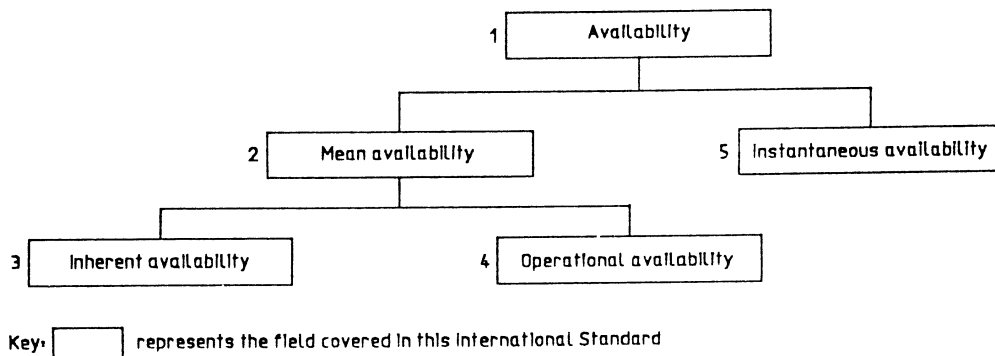 1 Availability
2 Mean availability
5 Instantaneous availability
3 Inherent availability
4 Operational availability
Key: represents the field covered in this International Standard